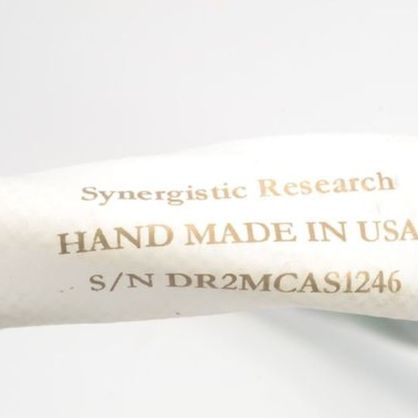 Synergistic Research
HAND MADE IN USA
S/N DR2MCAS1246